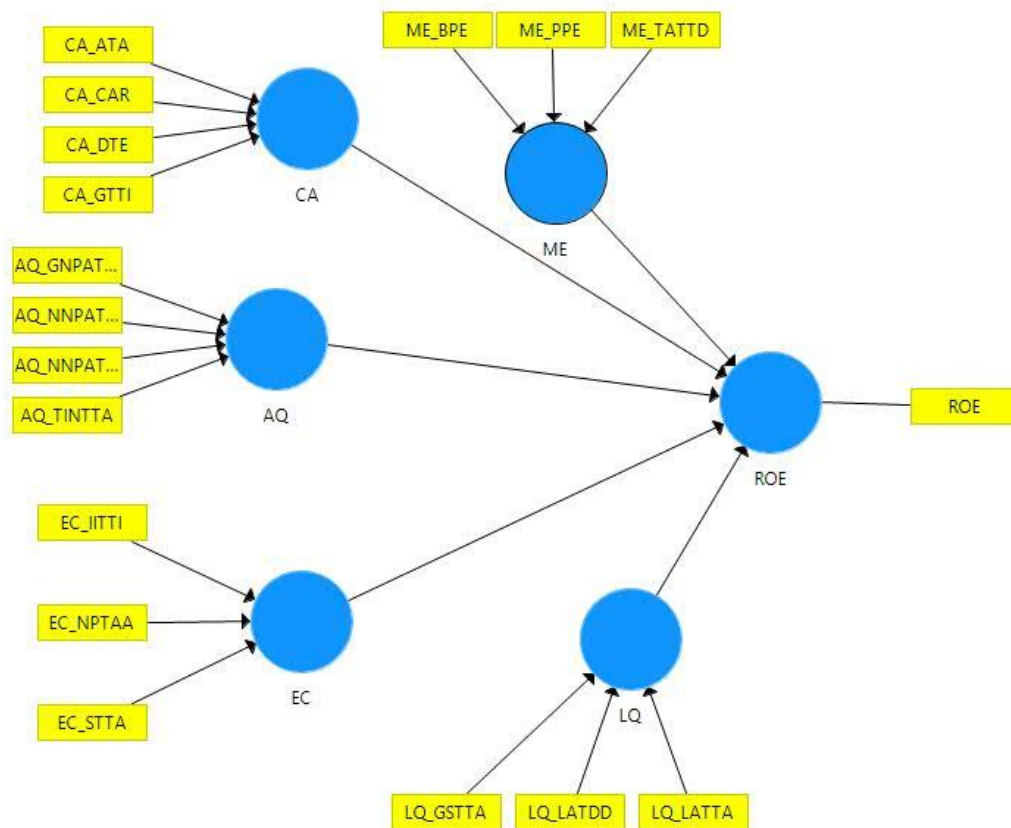 CA_ATA
CA_CAR
CA_DTE
CA_GTTI
CA
ME_BPE
ME_PPE
ME_TATTD
ME
AQ_GNPAT...
AQ_NNPAT...
AQ_NNPAT...
AQ_TINTTA
AQ
ROE
ROE
EC_IITTI
EC_NPTAA
EC_STTA
EC
LQ
LQ_GSTTA
LQ_LATDD
LQ_LATTA